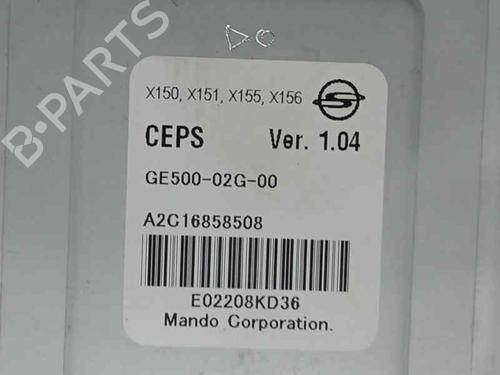 B-PARTS
X150, X151, X155, X156
CEPS Ver. 1.04
GE500-02G-00
A2C16858508
E02208KD36
Mando Corporation.